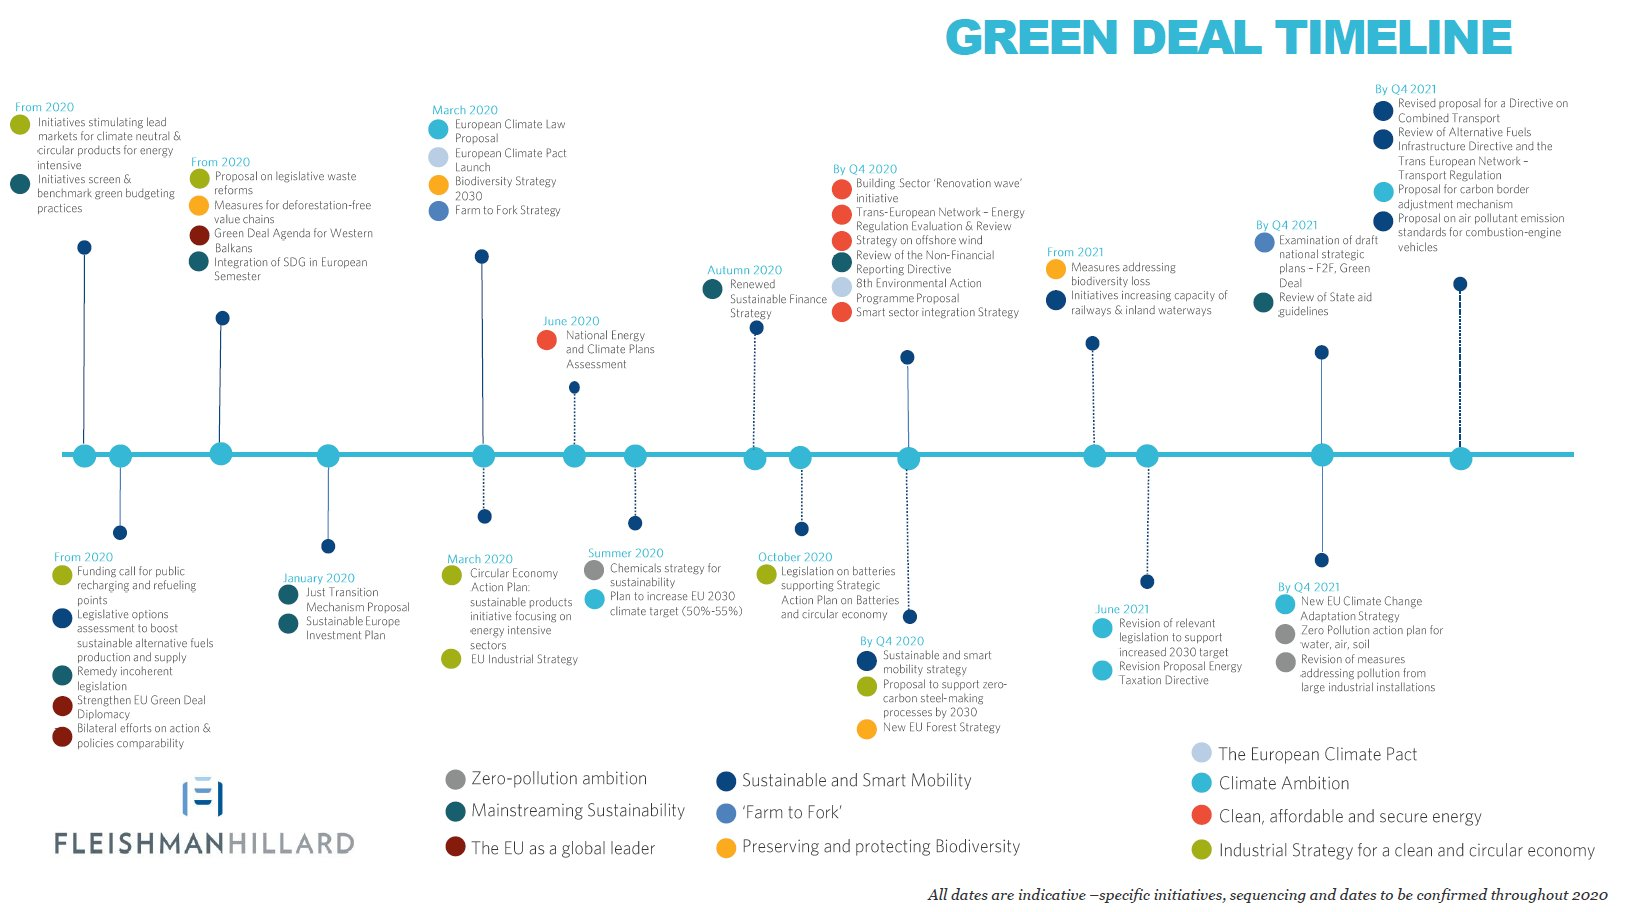 GREEN DEAL TIMELINE
From 2020
Initiatives stimulating lead
markets for climate neutral &
circular products for energy
intensive
Initiatives screen &
benchmark green budgeting
practices
From 2020
Proposal on legislative waste
reforms
Measures for deforestation-free
value chains
Green Deal Agenda for Western
Balkans
Integration of SDG in European
Semester
March 2020
European Climate Law
Proposal
European Climate Pact
Launch
Biodiversity Strategy
2030
Farm to Fork Strategy
June 2020
National Energy
and Climate Plans
Assessment
Autumn 2020
Renewed
Sustainable Finance
Strategy
By Q4 2020
Building Sector ‘Renovation wave’
initiative
Trans-European Network – Energy
Regulation Evaluation & Review
Strategy on offshore wind
Review of the Non-Financial
Reporting Directive
8th Environmental Action
Programme Proposal
Smart sector integration Strategy
From 2021
Measures addressing
biodiversity loss
Initiatives increasing capacity of
railways & inland waterways
By Q4 2021
Examination of draft
national strategic
plans – F2F, Green
Deal
Review of State aid
guidelines
By Q4 2021
Revised proposal for a Directive on
Combined Transport
Review of Alternative Fuels
Infrastructure Directive and the
Trans European Network –
Transport Regulation
Proposal for carbon border
adjustment mechanism
Proposal on air pollutant emission
standards for combustion-engine
vehicles
From 2020
Funding call for public
recharging and refueling
points
Legislative options
assessment to boost
sustainable alternative fuels
production and supply
Remedy incoherent
legislation
Strengthen EU Green Deal
Diplomacy
Bilateral efforts on action &
policies comparability
January 2020
Just Transition
Mechanism Proposal
Sustainable Europe
Investment Plan
March 2020
Circular Economy
Action Plan:
sustainable products
initiative focusing on
energy intensive
sectors
EU Industrial Strategy
Summer 2020
Chemicals strategy for
sustainability
Plan to increase EU 2030
climate target (50%-55%)
October 2020
Legislation on batteries
supporting Strategic
Action Plan on Batteries
and circular economy
By Q4 2020
Sustainable and smart
mobility strategy
Proposal to support zero-
carbon steel-making
processes by 2030
New EU Forest Strategy
June 2021
Revision of relevant
legislation to support
increased 2030 target
Revision Proposal Energy
Taxation Directive
By Q4 2021
New EU Climate Change
Adaptation Strategy
Zero Pollution action plan for
water, air, soil
Revision of measures
addressing pollution from
large industrial installations
FLEISHMANHILLARD
Zero-pollution ambition
Mainstreaming Sustainability
The EU as a global leader
Sustainable and Smart Mobility
‘Farm to Fork’
Preserving and protecting Biodiversity
The European Climate Pact
Climate Ambition
Clean, affordable and secure energy
Industrial Strategy for a clean and circular economy
All dates are indicative –specific initiatives, sequencing and dates to be confirmed throughout 2020